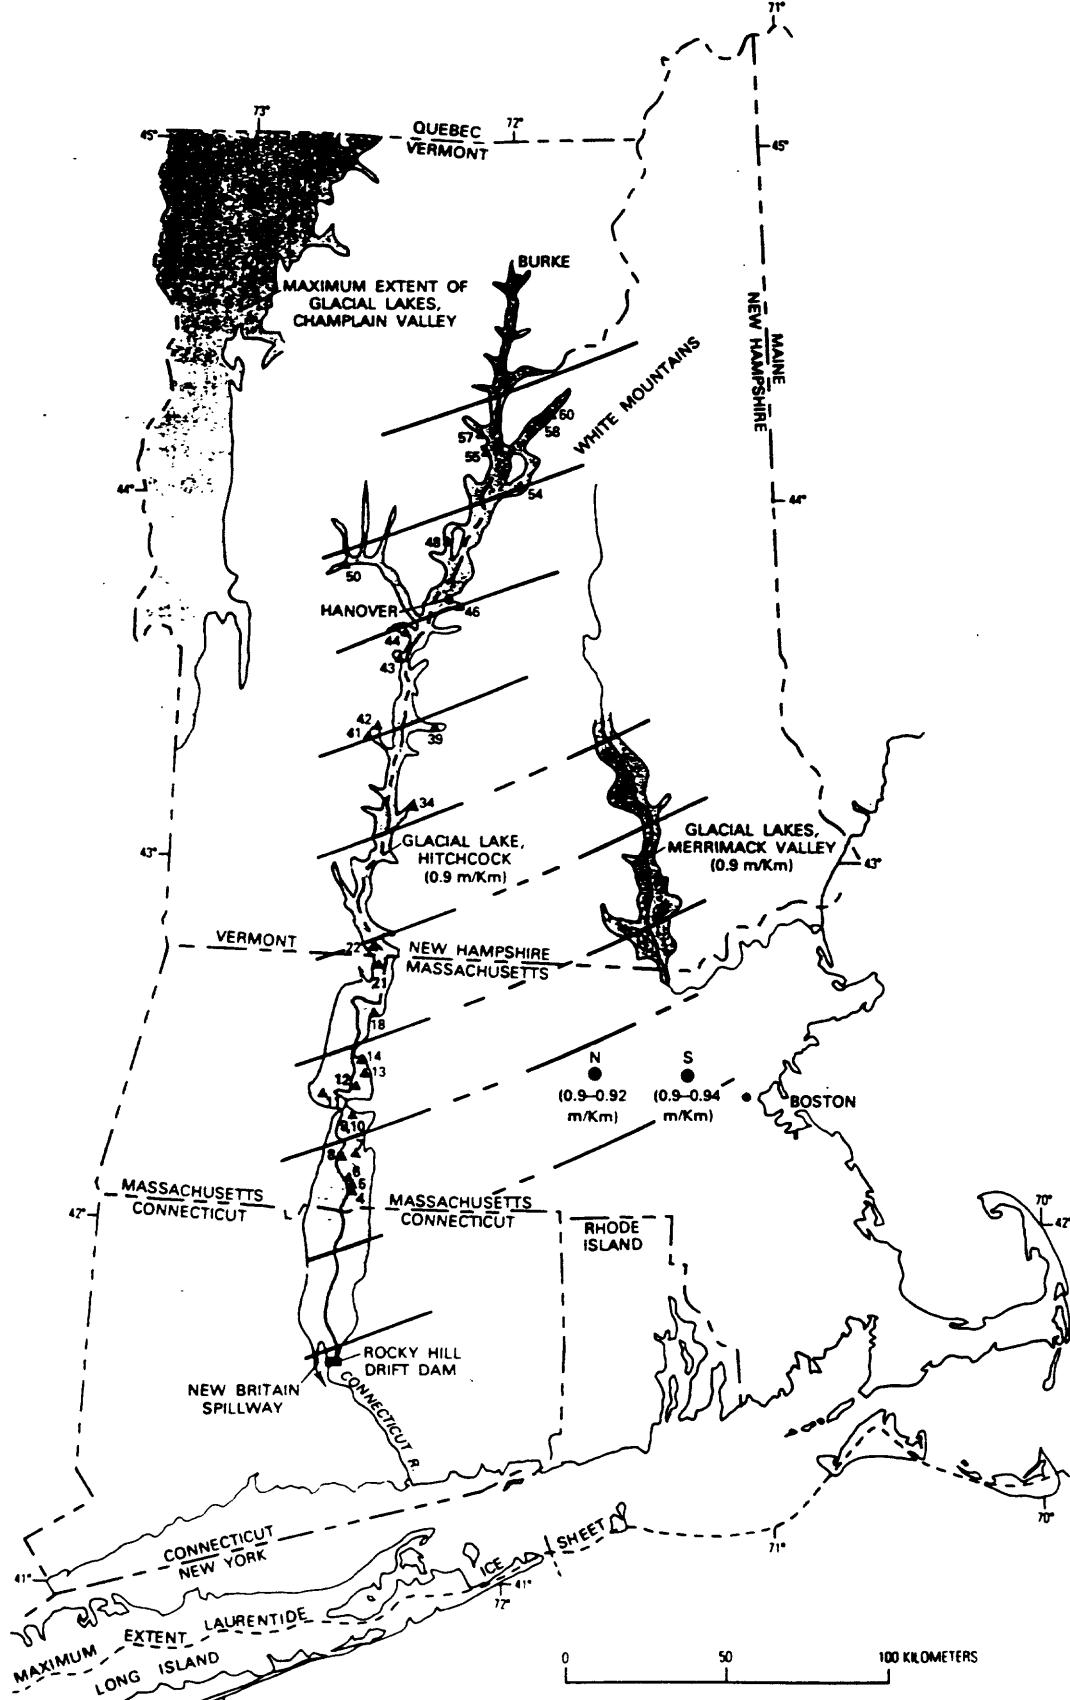 71°
73°
45°
QUEBEC
72°
VERMONT
45°
BURKE
MAXIMUM EXTENT OF
GLACIAL LAKES,
CHAMPLAIN VALLEY
MAINE
NEW HAMPSHIRE
WHITE MOUNTAINS
60
58
57
55
44°
54
44°
48
50
HANOVER
46
44
43
42
41
39
34
GLACIAL LAKE,
HITCHCOCK
(0.9 m/Km)
GLACIAL LAKES,
MERRIMACK VALLEY
(0.9 m/Km)
43°
43°
VERMONT
22
NEW HAMPSHIRE
MASSACHUSETTS
21
18
14
13
12
11
N
S
(0.9–0.92
m/Km)
(0.9–0.94
m/Km)
BOSTON
9
10
8
7
6
5
4
MASSACHUSETTS
CONNECTICUT
MASSACHUSETTS
CONNECTICUT
42°
RHODE
ISLAND
70°
42°
ROCKY HILL
DRIFT DAM
NEW BRITAIN
SPILLWAY
CONNECTICUT R.
CONNECTICUT
NEW YORK
41°
70°
71°
MAXIMUM EXTENT LAURENTIDE ICE SHEET
41°
72°
LONG ISLAND
0 50 100 KILOMETERS